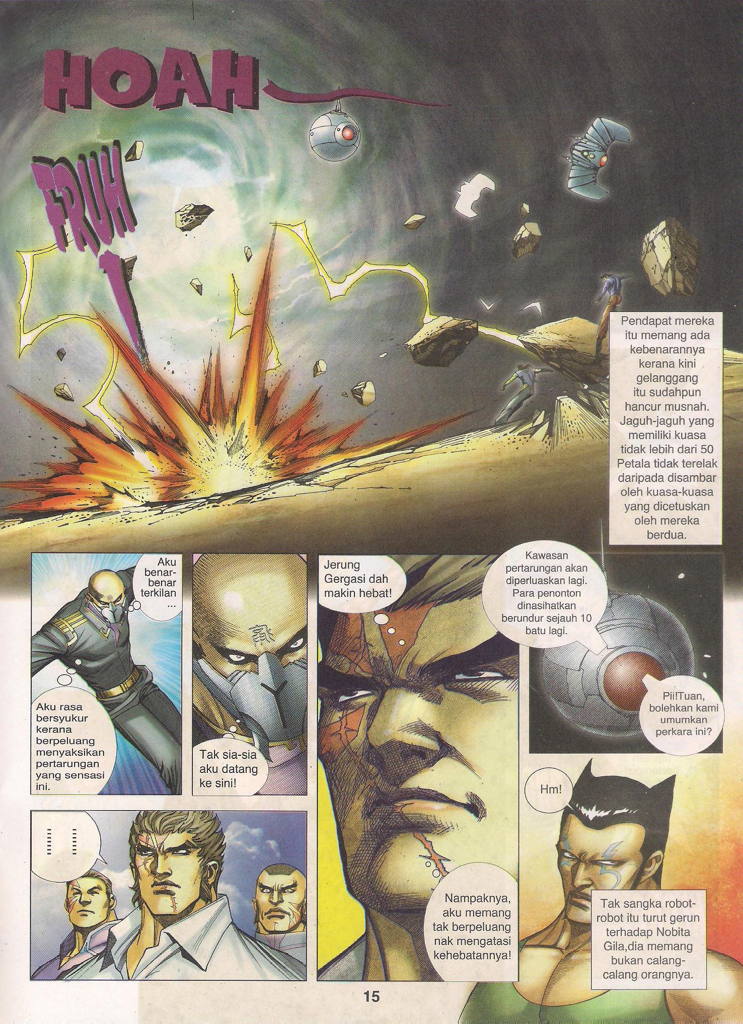 HOAH
FRUH
!
Pendapat mereka
itu memang ada
kebenarannya
kerana kini
gelanggang
itu sudahpun
hancur musnah.
Jaguh-jaguh yang
memiliki kuasa
tidak lebih dari 50
Petala tidak terelak
daripada disambar
oleh kuasa-kuasa
yang dicetuskan
oleh mereka
berdua.
Aku
benar-
benar
terkilan
...
Aku rasa
bersyukur
kerana
berpeluang
menyaksikan
pertarungan
yang sensasi
ini.
Tak sia-sia
aku datang
ke sini!
Jerung
Gergasi dah
makin hebat!
Nampaknya,
aku memang
tak berpeluang
nak mengatasi
kehebatannya!
Kawasan
pertarungan akan
diperluaskan lagi.
Para penonton
dinasihatkan
berundur sejauh 10
batu lagi.
Pii!Tuan,
bolehkan kami
umumkan
perkara ini?
Hm!
Tak sangka robot-
robot itu turut gerun
terhadap Nobita
Gila,dia memang
bukan calang-
calang orangnya.
15